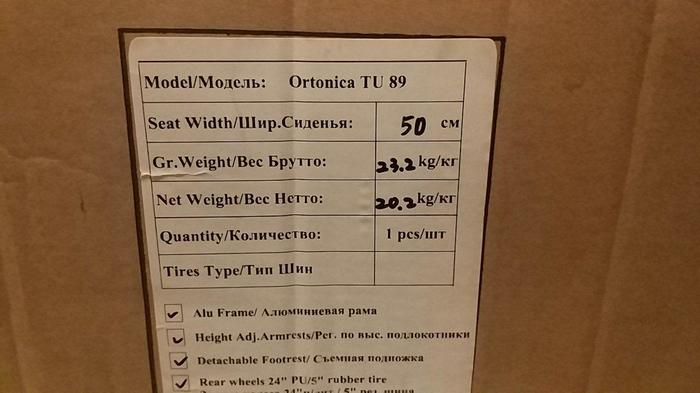 Model/Модель: Ortonica TU 89
Seat Width/Шир.Сиденья: 50 см
Gr.Weight/Вес Брутто: 23.2 kg/кг
Net Weight/Вес Нетто: 20.2 kg/кг
Quantity/Количество: 1 pcs/шт
Tires Type/Тип Шин
Alu Frame/ Алюминиевая рама
Height Adj.Armrests/Рег. по выс. подлокотники
Detachable Footrest/ Съемная подножка
Rear wheels 24" PU/5" rubber tire